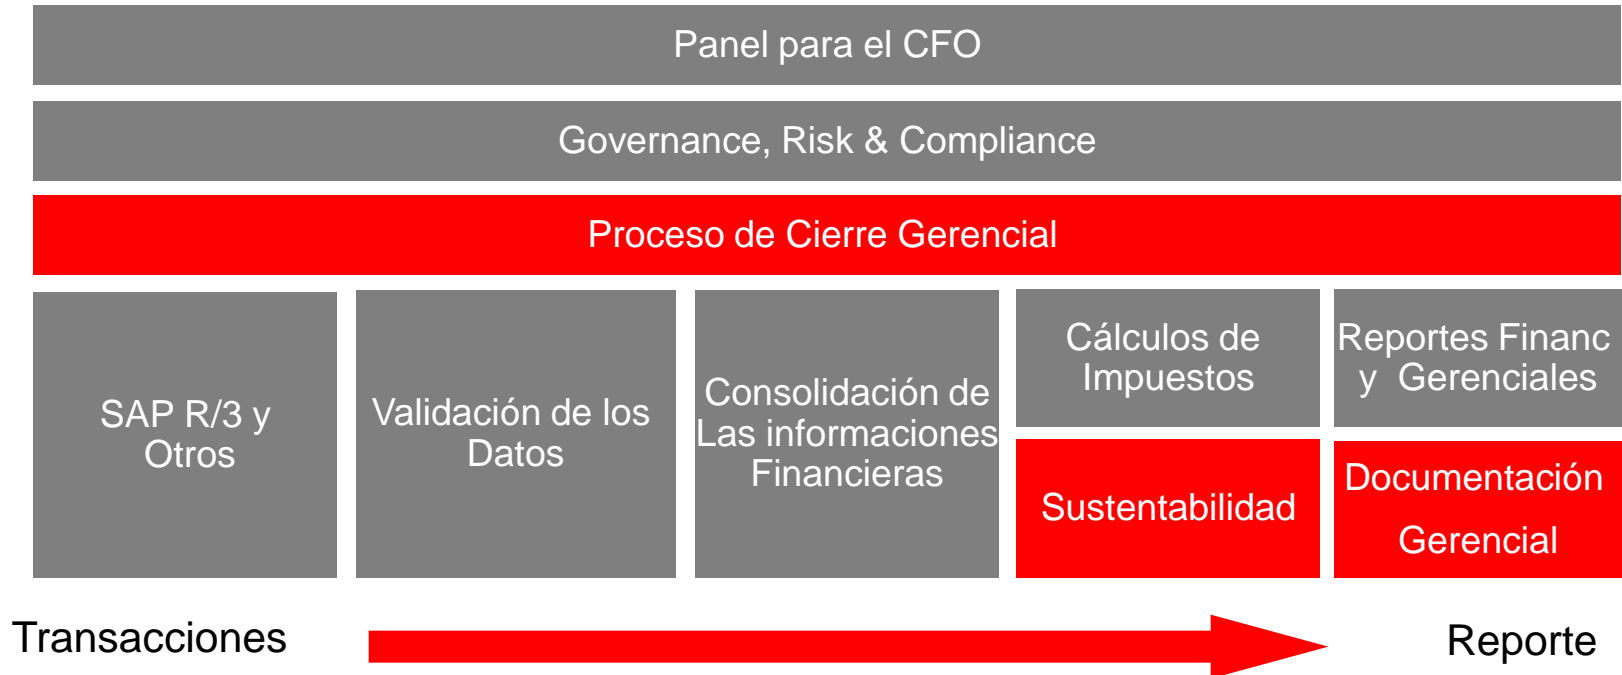 Panel para el CFO
Governance, Risk & Compliance
Proceso de Cierre Gerencial
SAP R/3 y
Otros
Validación de los
Datos
Consolidación de
Las informaciones
Financieras
Cálculos de
Impuestos
Sustentabilidad
Reportes Financ
y Gerenciales
Documentación
Gerencial
Transacciones
Reporte